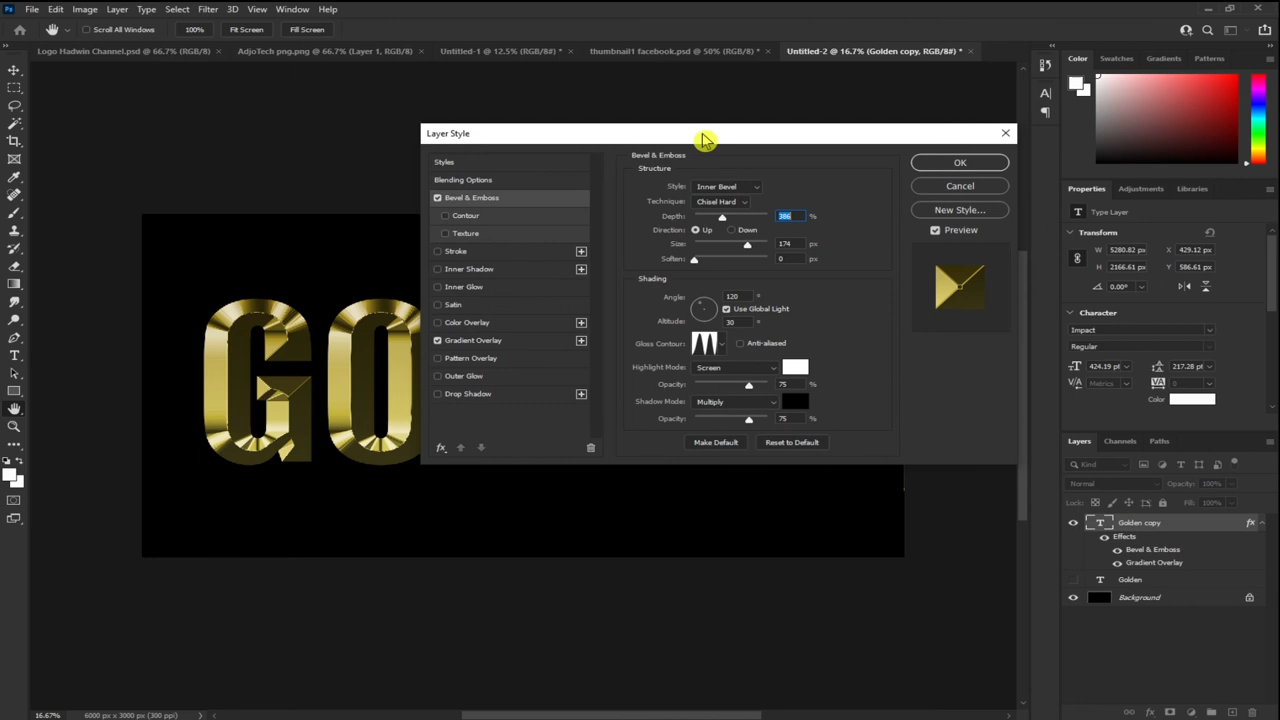 Ps File Edit Image Layer Type Select Filter 3D View Window Help
Scroll All Windows 100% Fit Screen Fill Screen
Logo Hadwin Channel.psd @ 66.7% (RGB/8) × AdjoTech png.png @ 66.7% (Layer 1, RGB/8) × Untitled-1 @ 12.5% (RGB/8#) * × thumbnail1 facebook.psd @ 50% (RGB/8) * × Untitled-2 @ 16.7% (Golden copy, RGB/8#) * ×
Color Swatches Gradients Patterns
Layer Style
Styles
Blending Options
Bevel & Emboss
Contour
Texture
Stroke
Inner Shadow
Inner Glow
Satin
Color Overlay
Gradient Overlay
Pattern Overlay
Outer Glow
Drop Shadow
fx
Bevel & Emboss
Structure
Style: Inner Bevel
Technique: Chisel Hard
Depth: 386 %
Direction: Up Down
Size: 174 px
Soften: 0 px
Shading
Angle: 120 °
Use Global Light
Altitude: 30 °
Gloss Contour: Anti-aliased
Highlight Mode: Screen
Opacity: 75 %
Shadow Mode: Multiply
Opacity: 75 %
Make Default Reset to Default
OK
Cancel
New Style...
Preview
GO
Properties Adjustments Libraries
T Type Layer
Transform
W 5280.82 px X 429.12 px
H 2166.61 px Y 586.61 px
0.00°
Character
Impact
Regular
424.19 pt 217.28 pt
Metrics 0
Color
Layers Channels Paths
Kind
Normal Opacity: 100%
Lock: Fill: 100%
T Golden copy fx
Effects
Bevel & Emboss
Gradient Overlay
T Golden
Background
16.67% 6000 px x 3000 px (300 ppi)